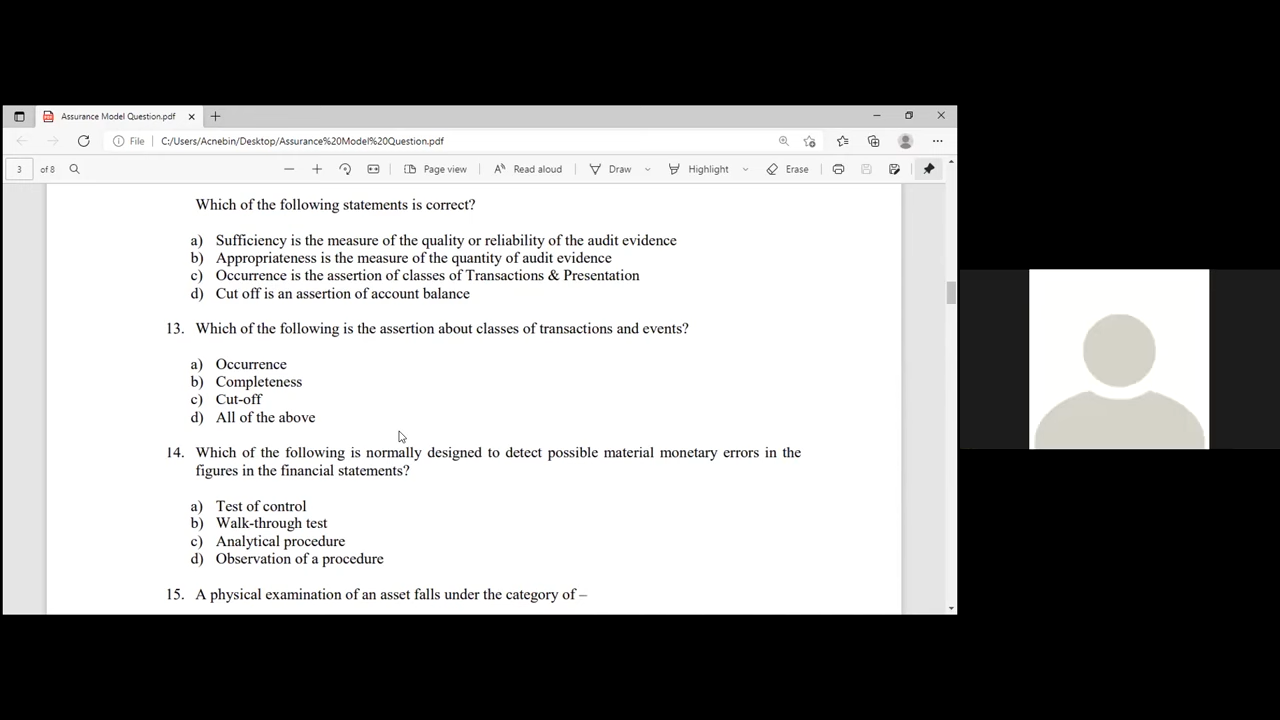 Assurance Model Question.pdf
File
C:/Users/Acnebin/Desktop/Assurance%20Model%20Question.pdf
3 of 8
Page view
Read aloud
Draw
Highlight
Erase
Which of the following statements is correct?
a) Sufficiency is the measure of the quality or reliability of the audit evidence
b) Appropriateness is the measure of the quantity of audit evidence
c) Occurrence is the assertion of classes of Transactions & Presentation
d) Cut off is an assertion of account balance
13. Which of the following is the assertion about classes of transactions and events?
a) Occurrence
b) Completeness
c) Cut-off
d) All of the above
14. Which of the following is normally designed to detect possible material monetary errors in the
figures in the financial statements?
a) Test of control
b) Walk-through test
c) Analytical procedure
d) Observation of a procedure
15. A physical examination of an asset falls under the category of –